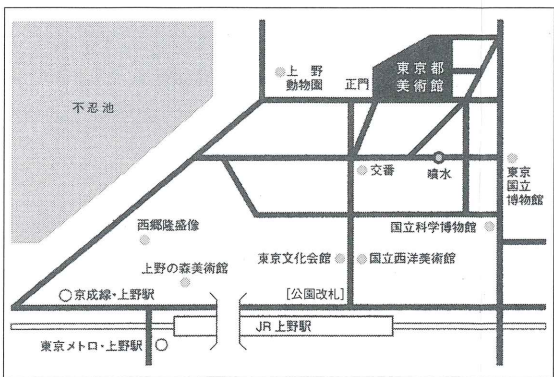 上野
動物園
正門
東京都
美術館
不忍池
交番
噴水
東京
国立
博物館
西郷隆盛像
国立科学博物館
上野の森美術館
東京文化会館
国立西洋美術館
京成線・上野駅
[公園改札]
JR上野駅
東京メトロ・上野駅